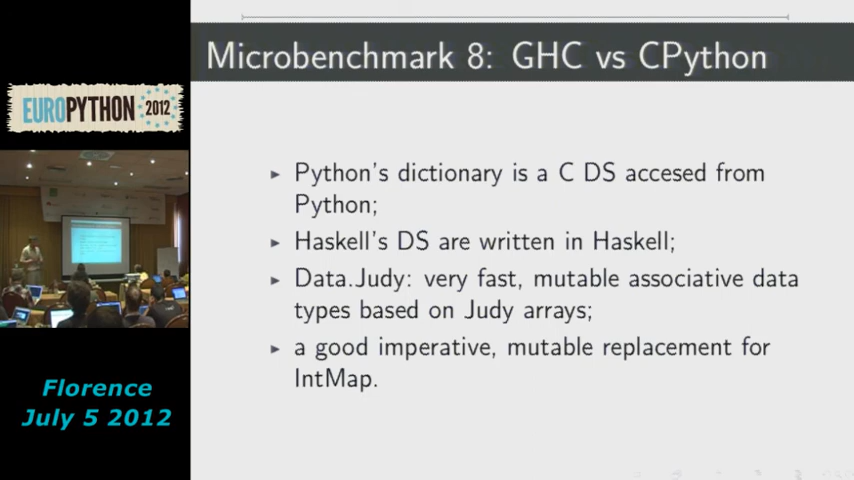 Microbenchmark 8: GHC vs CPython
EUROPYTHON 2012
Python's dictionary is a C DS accesed from
Python;
Haskell's DS are written in Haskell;
Data.Judy: very fast, mutable associative data
types based on Judy arrays;
a good imperative, mutable replacement for
IntMap.
Florence
July 5 2012